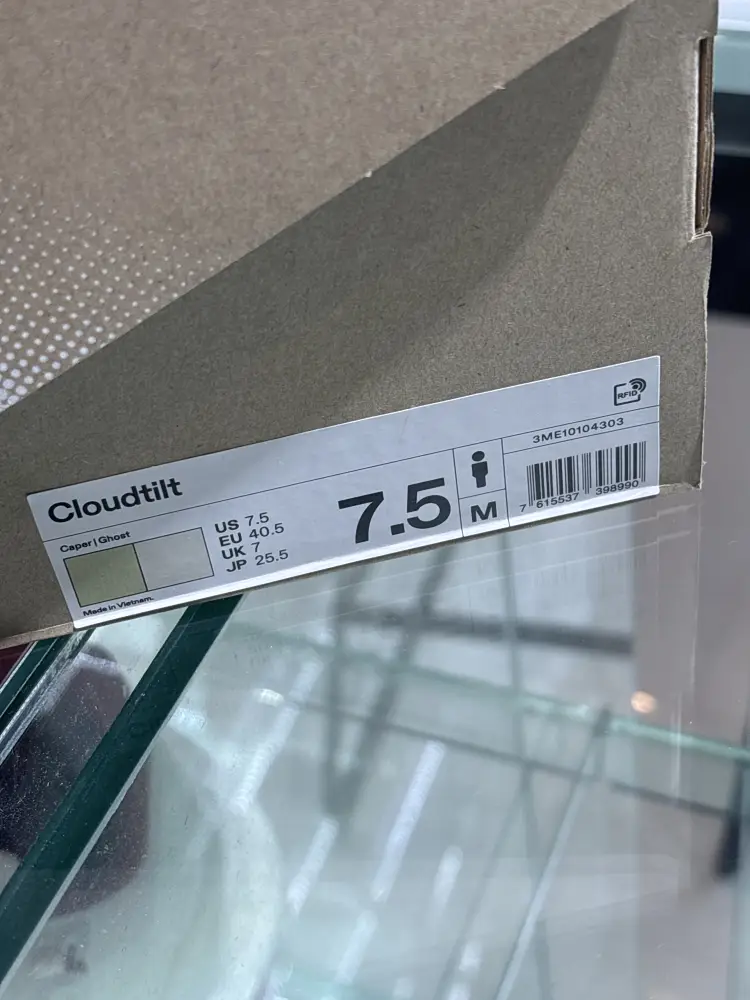 Cloudtilt
Caper | Ghost
Made in Vietnam.
US 7.5
EU 40.5
UK 7
JP 25.5
7.5
M
RFID
3ME10104303
7 615537 398990